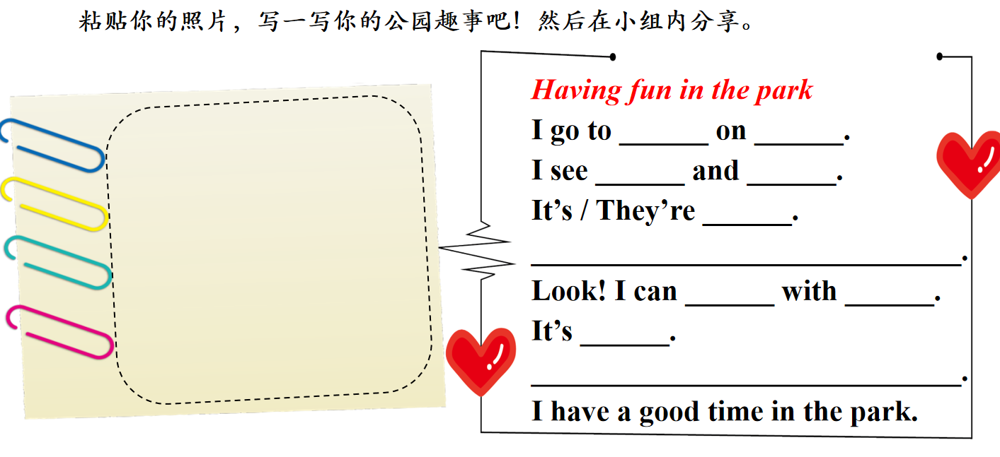 粘贴你的照片，写一写你的公园趣事吧！然后在小组内分享。
Having fun in the park
I go to ______ on ______.
I see ______ and ______.
It’s / They’re ______.
_____________________________.
Look! I can ______ with ______.
It’s ______.
_____________________________.
I have a good time in the park.